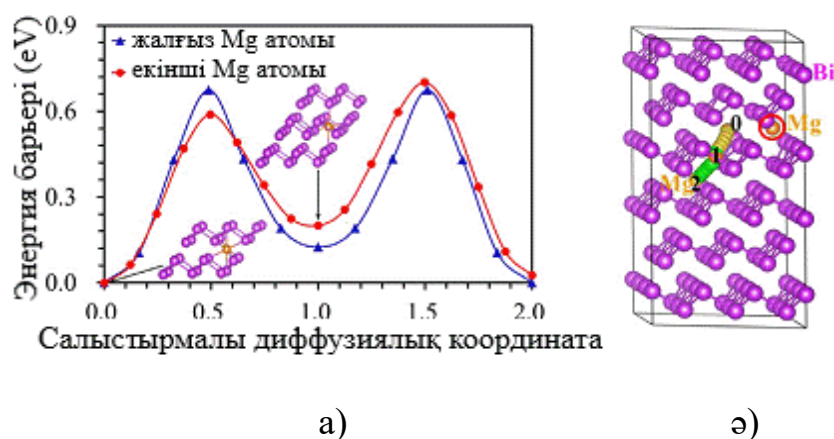 Энергия барьері (eV)
0.9
0.6
0.3
0.0
жалғыз Mg атомы
екінші Mg атомы
0.0 0.5 1.0 1.5 2.0
Салыстырмалы диффузиялық координата
Bi
Mg
0
1
Mg
2
а) ә)